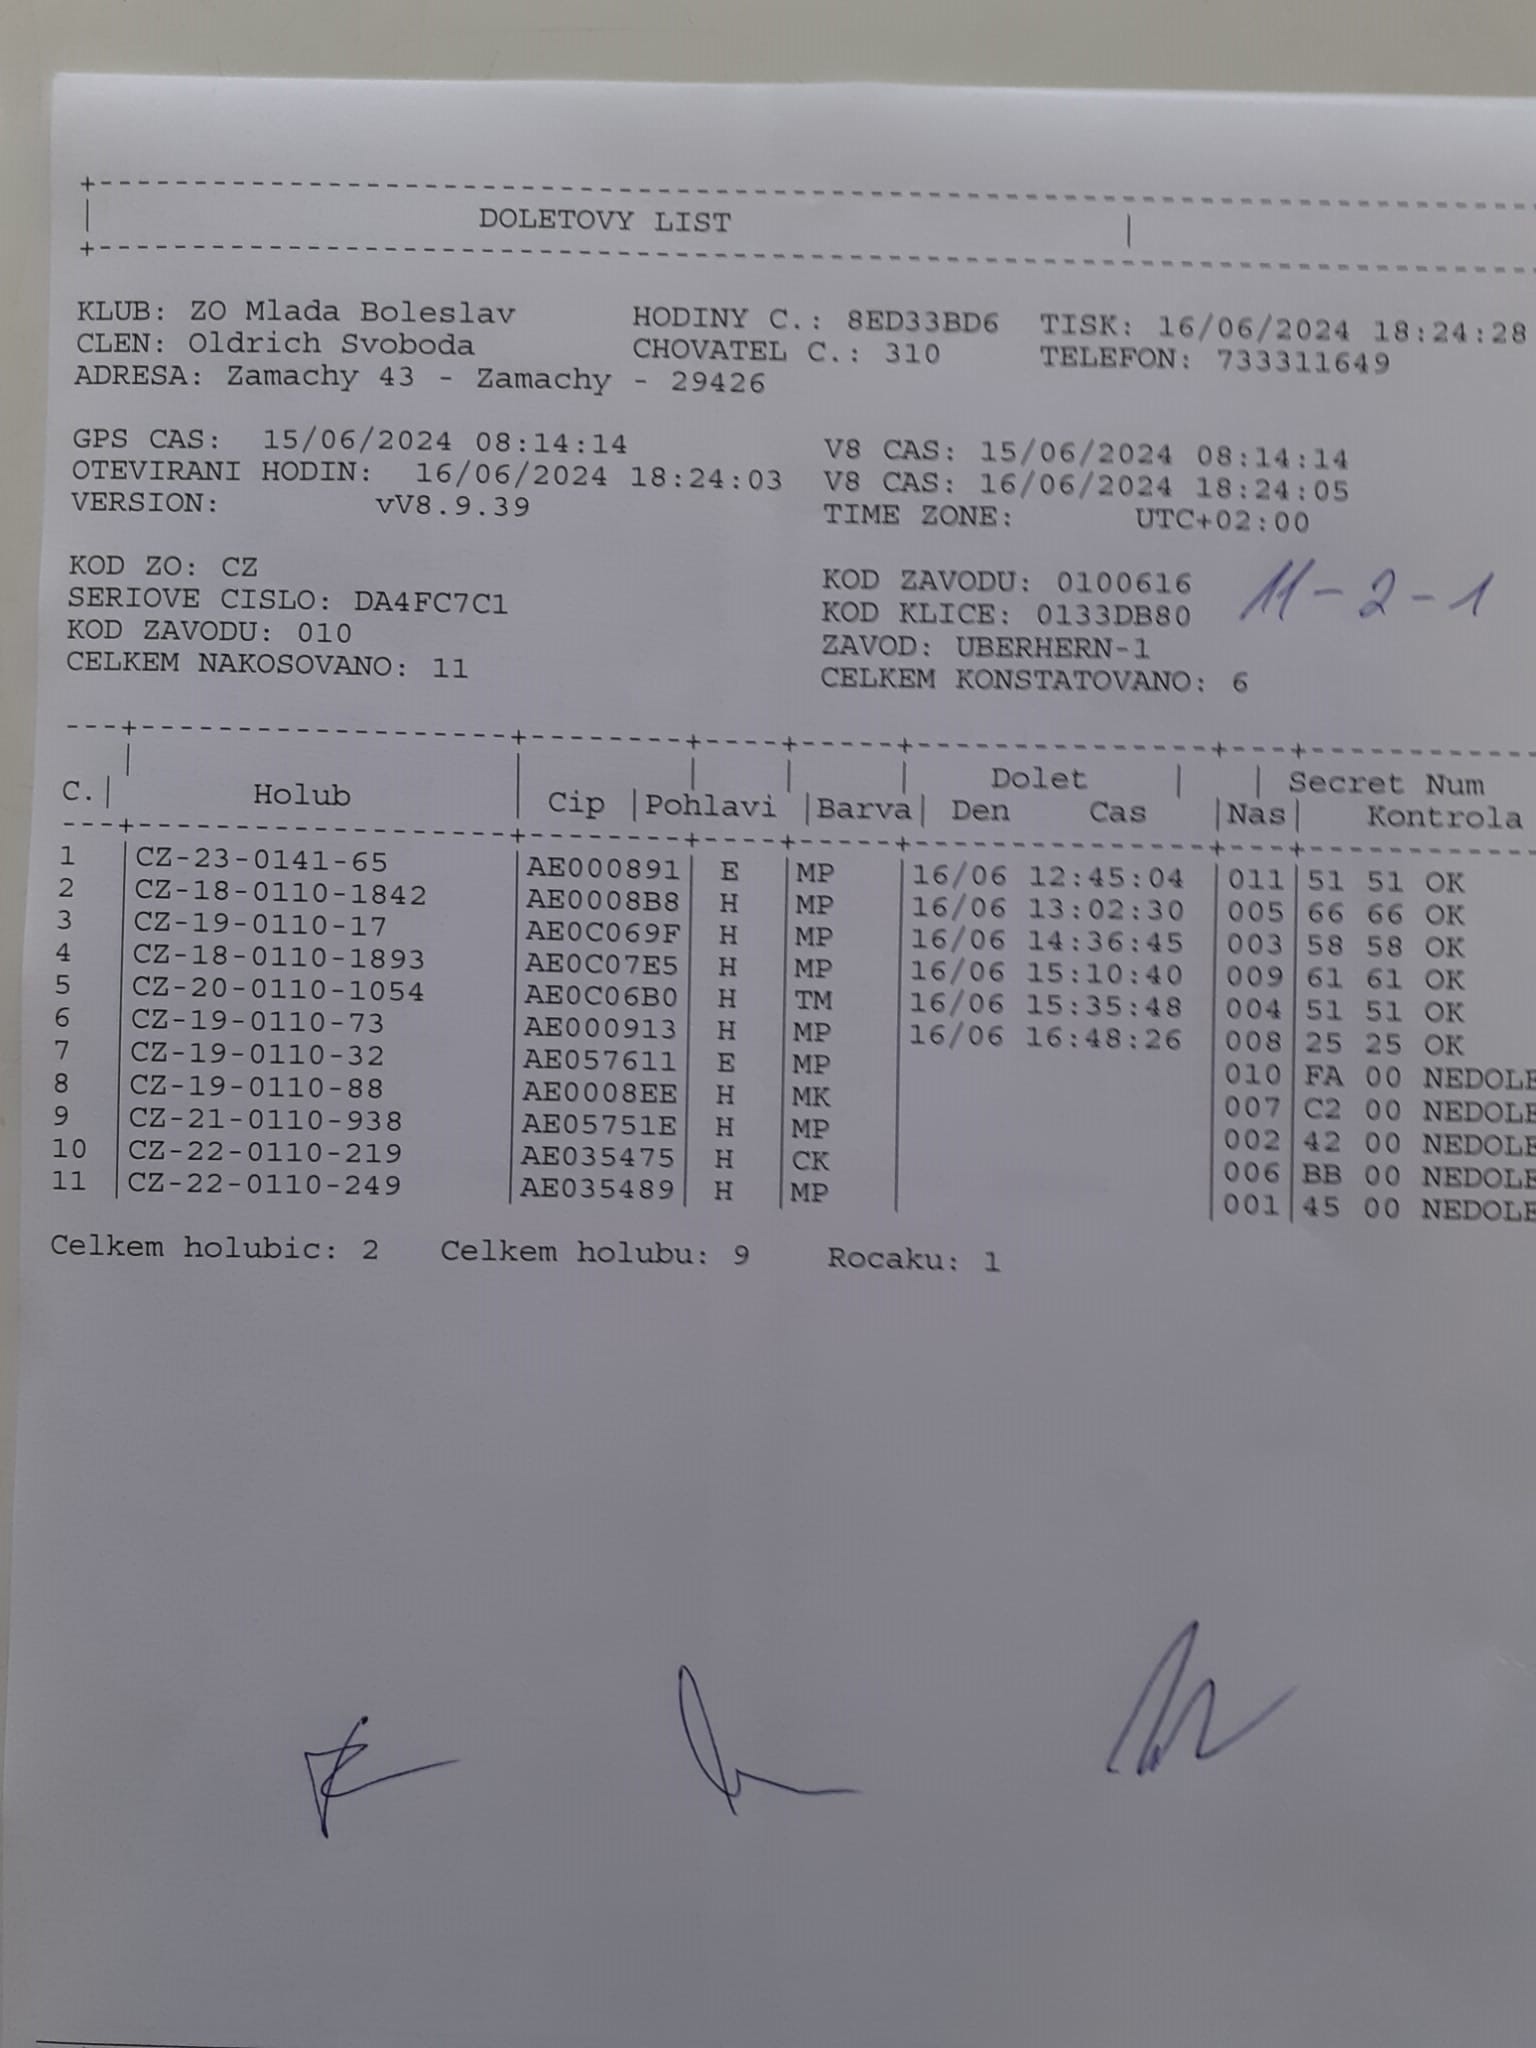 DOLETOVY LIST
KLUB: ZO Mlada Boleslav HODINY C.: 8ED33BD6 TISK: 16/06/2024 18:24:28
CLEN: Oldrich Svoboda CHOVATEL C.: 310 TELEFON: 733311649
ADRESA: Zamachy 43 - Zamachy - 29426
GPS CAS: 15/06/2024 08:14:14 V8 CAS: 15/06/2024 08:14:14
OTEVIRANI HODIN: 16/06/2024 18:24:03 V8 CAS: 16/06/2024 18:24:05
VERSION: vV8.9.39 TIME ZONE: UTC+02:00
KOD ZO: CZ KOD ZAVODU: 0100616 11-2-1
SERIOVE CISLO: DA4FC7C1 KOD KLICE: 0133DB80
KOD ZAVODU: 010 ZAVOD: UBERHERN-1
CELKEM NAKOSOVANO: 11 CELKEM KONSTATOVANO: 6
Dolet | | Secret Num
C.| Holub | Cip |Pohlavi |Barva| Den Cas |Nas| Kontrola
1 |CZ-23-0141-65 |AE000891| E |MP |16/06 12:45:04 |011|51 51 OK
2 |CZ-18-0110-1842 |AE0008B8| H |MP |16/06 13:02:30 |005|66 66 OK
3 |CZ-19-0110-17 |AE0C069F| H |MP |16/06 14:36:45 |003|58 58 OK
4 |CZ-18-0110-1893 |AE0C07E5| H |MP |16/06 15:10:40 |009|61 61 OK
5 |CZ-20-0110-1054 |AE0C06B0| H |TM |16/06 15:35:48 |004|51 51 OK
6 |CZ-19-0110-73 |AE000913| H |MP |16/06 16:48:26 |008|25 25 OK
7 |CZ-19-0110-32 |AE057611| E |MP | |010|FA 00 NEDOLE
8 |CZ-19-0110-88 |AE0008EE| H |MK | |007|C2 00 NEDOLE
9 |CZ-21-0110-938 |AE05751E| H |MP | |002|42 00 NEDOLE
10 |CZ-22-0110-219 |AE035475| H |CK | |006|BB 00 NEDOLE
11 |CZ-22-0110-249 |AE035489| H |MP | |001|45 00 NEDOLE
Celkem holubic: 2 Celkem holubu: 9 Rocaku: 1